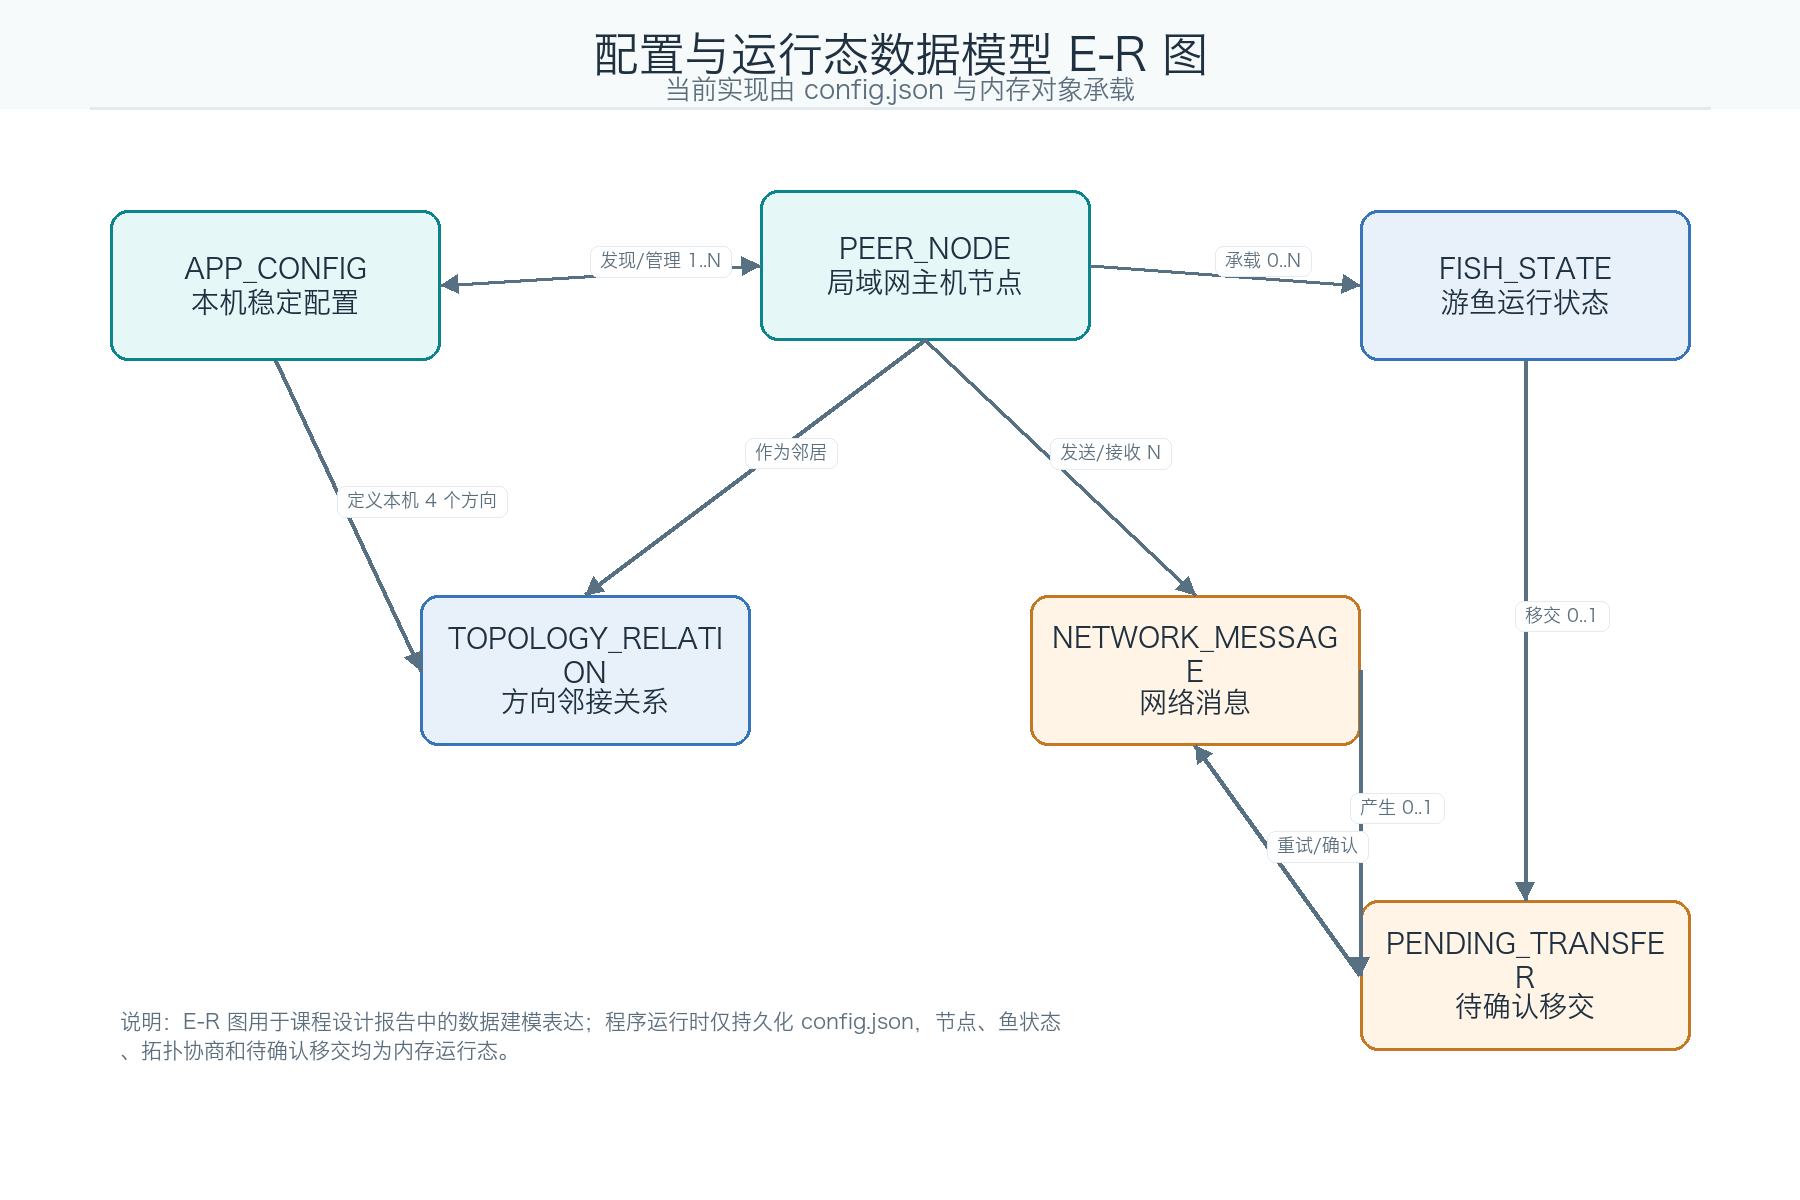 配置与运行态数据模型 E-R 图
当前实现由 config.json 与内存对象承载
APP_CONFIG
本机稳定配置
发现/管理 1..N
PEER_NODE
局域网主机节点
承载 0..N
FISH_STATE
游鱼运行状态
作为邻居
发送/接收 N
定义本机 4 个方向
移交 0..1
TOPOLOGY_RELATI
ON
方向邻接关系
NETWORK_MESSAG
E
网络消息
产生 0..1
重试/确认
PENDING_TRANSFE
R
待确认移交
说明：E-R 图用于课程设计报告中的数据建模表达；程序运行时仅持久化 config.json，节点、鱼状态
、拓扑协商和待确认移交均为内存运行态。